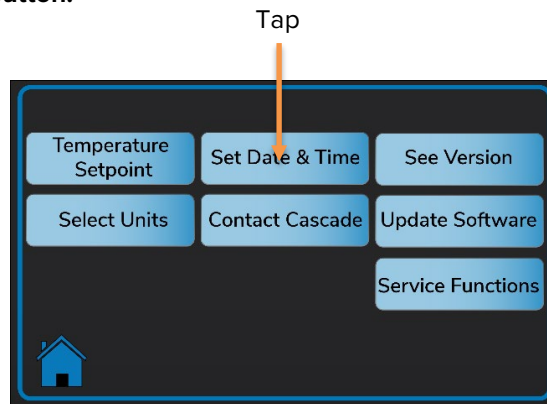 Tap
Temperature
Setpoint
Set Date & Time
See Version
Select Units
Contact Cascade
Update Software
Service Functions